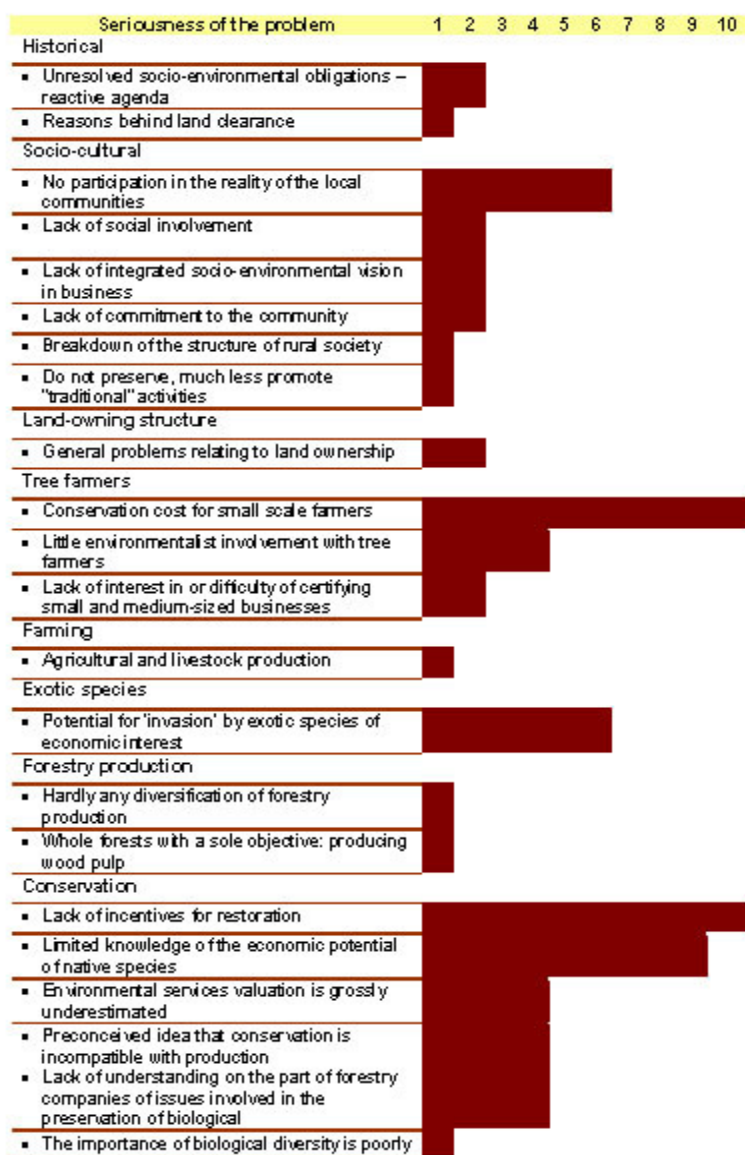 Seriousness of the problem 1 2 3 4 5 6 7 8 9 10
Historical
▪ Unresolved socio-environmental obligations –
reactive agenda
▪ Reasons behind land clearance
Socio-cultural
▪ No participation in the reality of the local
communities
▪ Lack of social involvement
▪ Lack of integrated socio-environmental vision
in business
▪ Lack of commitment to the community
▪ Breakdown of the structure of rural society
▪ Do not preserve, much less promote
"traditional" activities
Land-owning structure
▪ General problems relating to land ownership
Tree farmers
▪ Conservation cost for small scale farmers
▪ Little environmentalist involvement with tree
farmers
▪ Lack of interest in or difficulty of certifying
small and medium-sized businesses
Farming
▪ Agricultural and livestock production
Exotic species
▪ Potential for 'invasion' by exotic species of
economic interest
Forestry production
▪ Hardly any diversification of forestry
production
▪ Whole forests with a sole objective: producing
wood pulp
Conservation
▪ Lack of incentives for restoration
▪ Limited knowledge of the economic potential
of native species
▪ Environmental services valuation is grossly
underestimated
▪ Preconceived idea that conservation is
incompatible with production
▪ Lack of understanding on the part of forestry
companies of issues involved in the
preservation of biological
▪ The importance of biological diversity is poorly